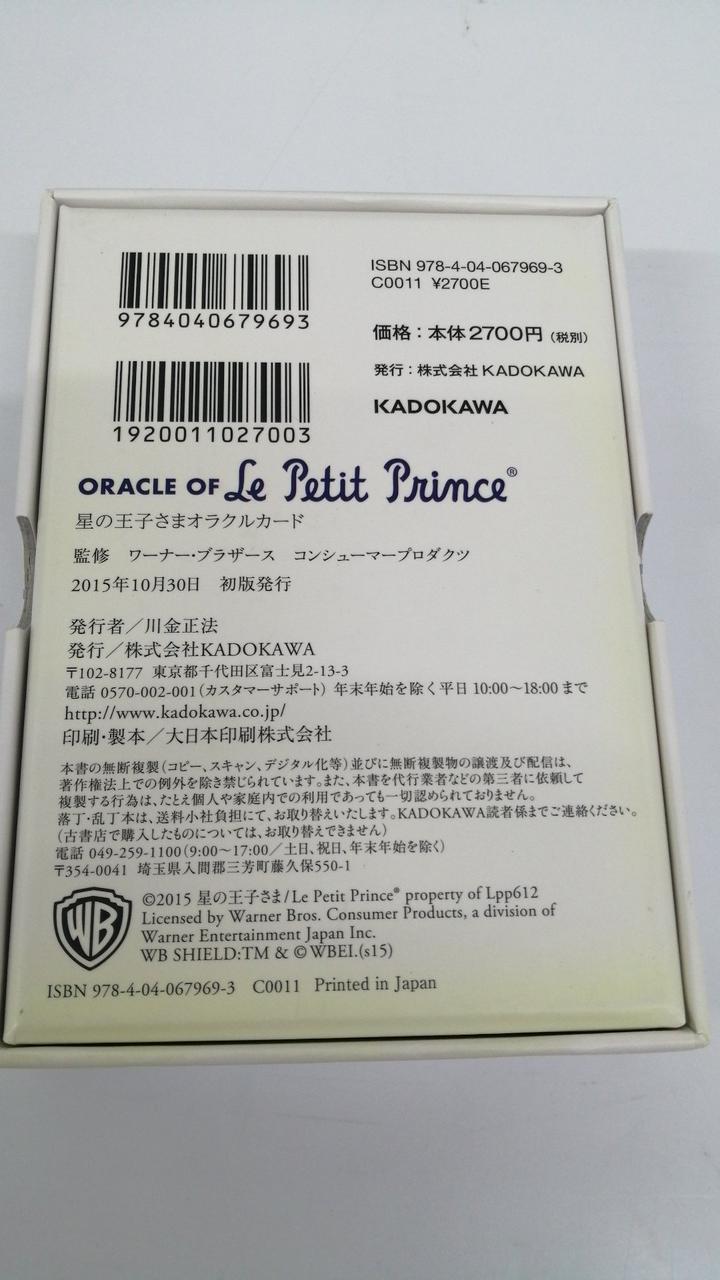 9784040679693
ISBN 978-4-04-067969-3
C0011 ¥2700E
価格：本体2700円（税別）
発行：株式会社KADOKAWA
KADOKAWA
1920011027003
ORACLE OF Le Petit Prince®
星の王子さまオラクルカード
監修　ワーナー・ブラザース　コンシューマープロダクツ
2015年10月30日　初版発行
発行者／川金正法
発行／株式会社KADOKAWA
〒102-8177 東京都千代田区富士見2-13-3
電話 0570-002-001（カスタマーサポート） 年末年始を除く平日 10:00〜18:00 まで
http://www.kadokawa.co.jp/
印刷・製本／大日本印刷株式会社
本書の無断複製（コピー、スキャン、デジタル化等）並びに無断複製物の譲渡及び配信は、
著作権法上での例外を除き禁じられています。また、本書を代行業者などの第三者に依頼して
複製する行為は、たとえ個人や家庭内での利用であっても一切認められておりません。
落丁・乱丁本は、送料小社負担にて、お取り替えいたします。KADOKAWA読者係までご連絡ください。
（古書店で購入したものについては、お取り替えできません）
電話 049-259-1100（9:00〜17:00／土日、祝日、年末年始を除く）
〒354-0041 埼玉県入間郡三芳町藤久保550-1
WB
©2015 星の王子さま/Le Petit Prince® property of Lpp612
Licensed by Warner Bros. Consumer Products, a division of
Warner Entertainment Japan Inc.
WB SHIELD:TM & © WBEI.(s15)
ISBN 978-4-04-067969-3 C0011 Printed in Japan